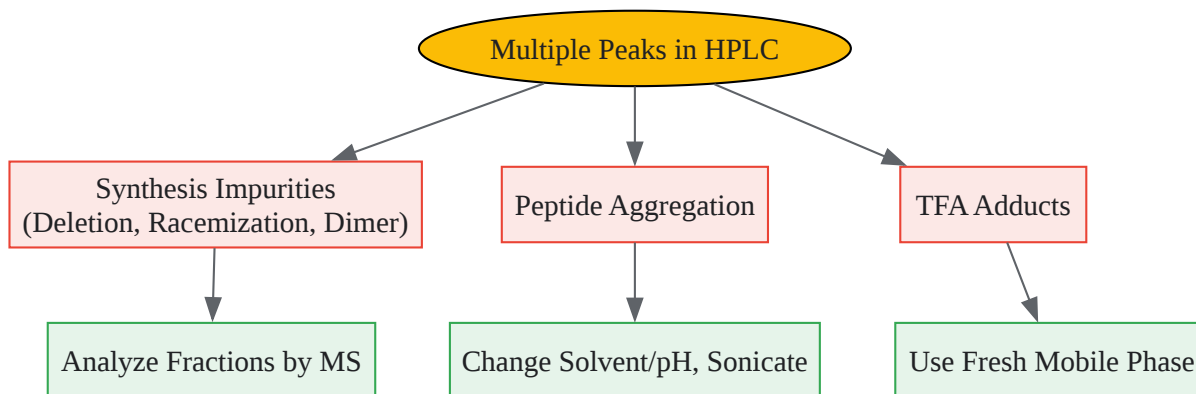 Multiple Peaks in HPLC
Synthesis Impurities
(Deletion, Racemization, Dimer)
Peptide Aggregation
TFA Adducts
Analyze Fractions by MS
Change Solvent/pH, Sonicate
Use Fresh Mobile Phase